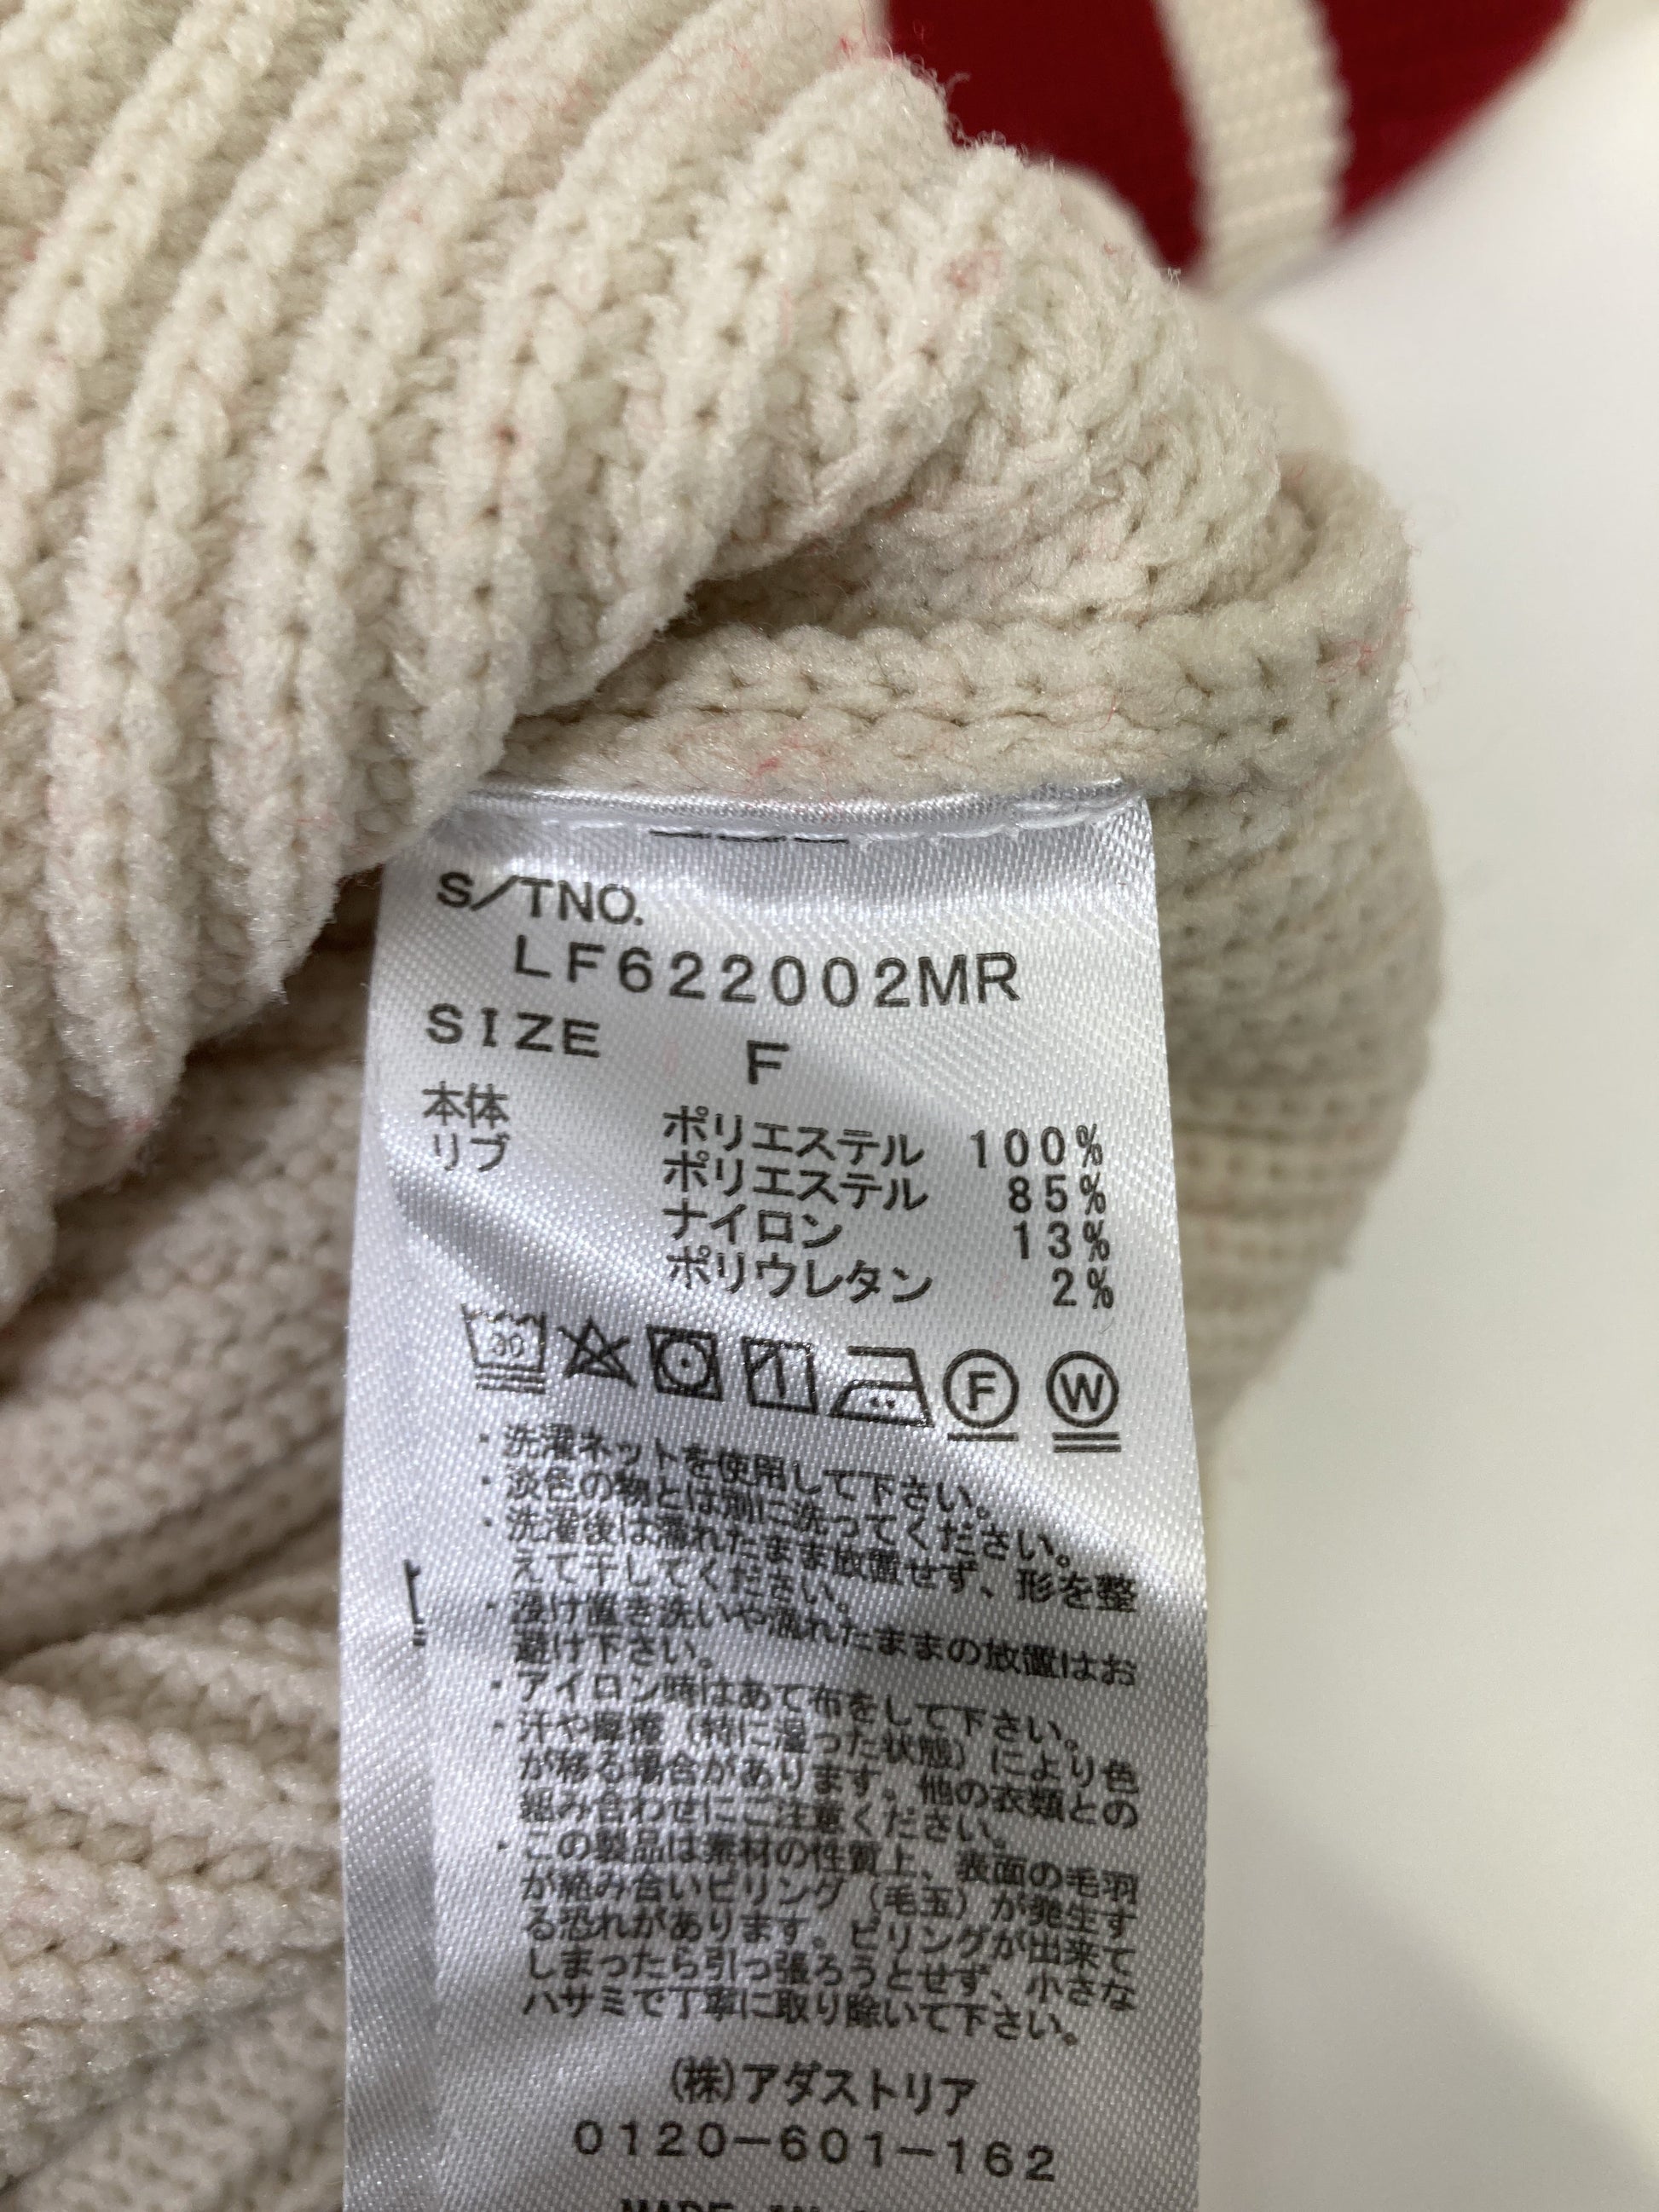 S/TNO.
LF622002MR
SIZE F
本体 ポリエステル 100%
リブ ポリエステル 85%
ナイロン 13%
ポリウレタン 2%
30
F W
・洗濯ネットを使用して下さい。
・淡色の物とは別に洗ってください。
・洗濯後は濡れたまま放置せず、形を整
えて干してください。
・浸け置き洗いや濡れたままの放置はお
避け下さい。
・アイロン時はあて布をして下さい。
・汗や摩擦（特に湿った状態）により色
が移る場合があります。他の衣類との
組み合わせにご注意ください。
・この製品は素材の性質上、表面の毛羽
が絡み合いピリング（毛玉）が発生す
る恐れがあります。ピリングが出来て
しまったら引っ張ろうとせず、小さな
ハサミで丁寧に取り除いて下さい。
(株)アダストリア
0120-601-162
MADE IN